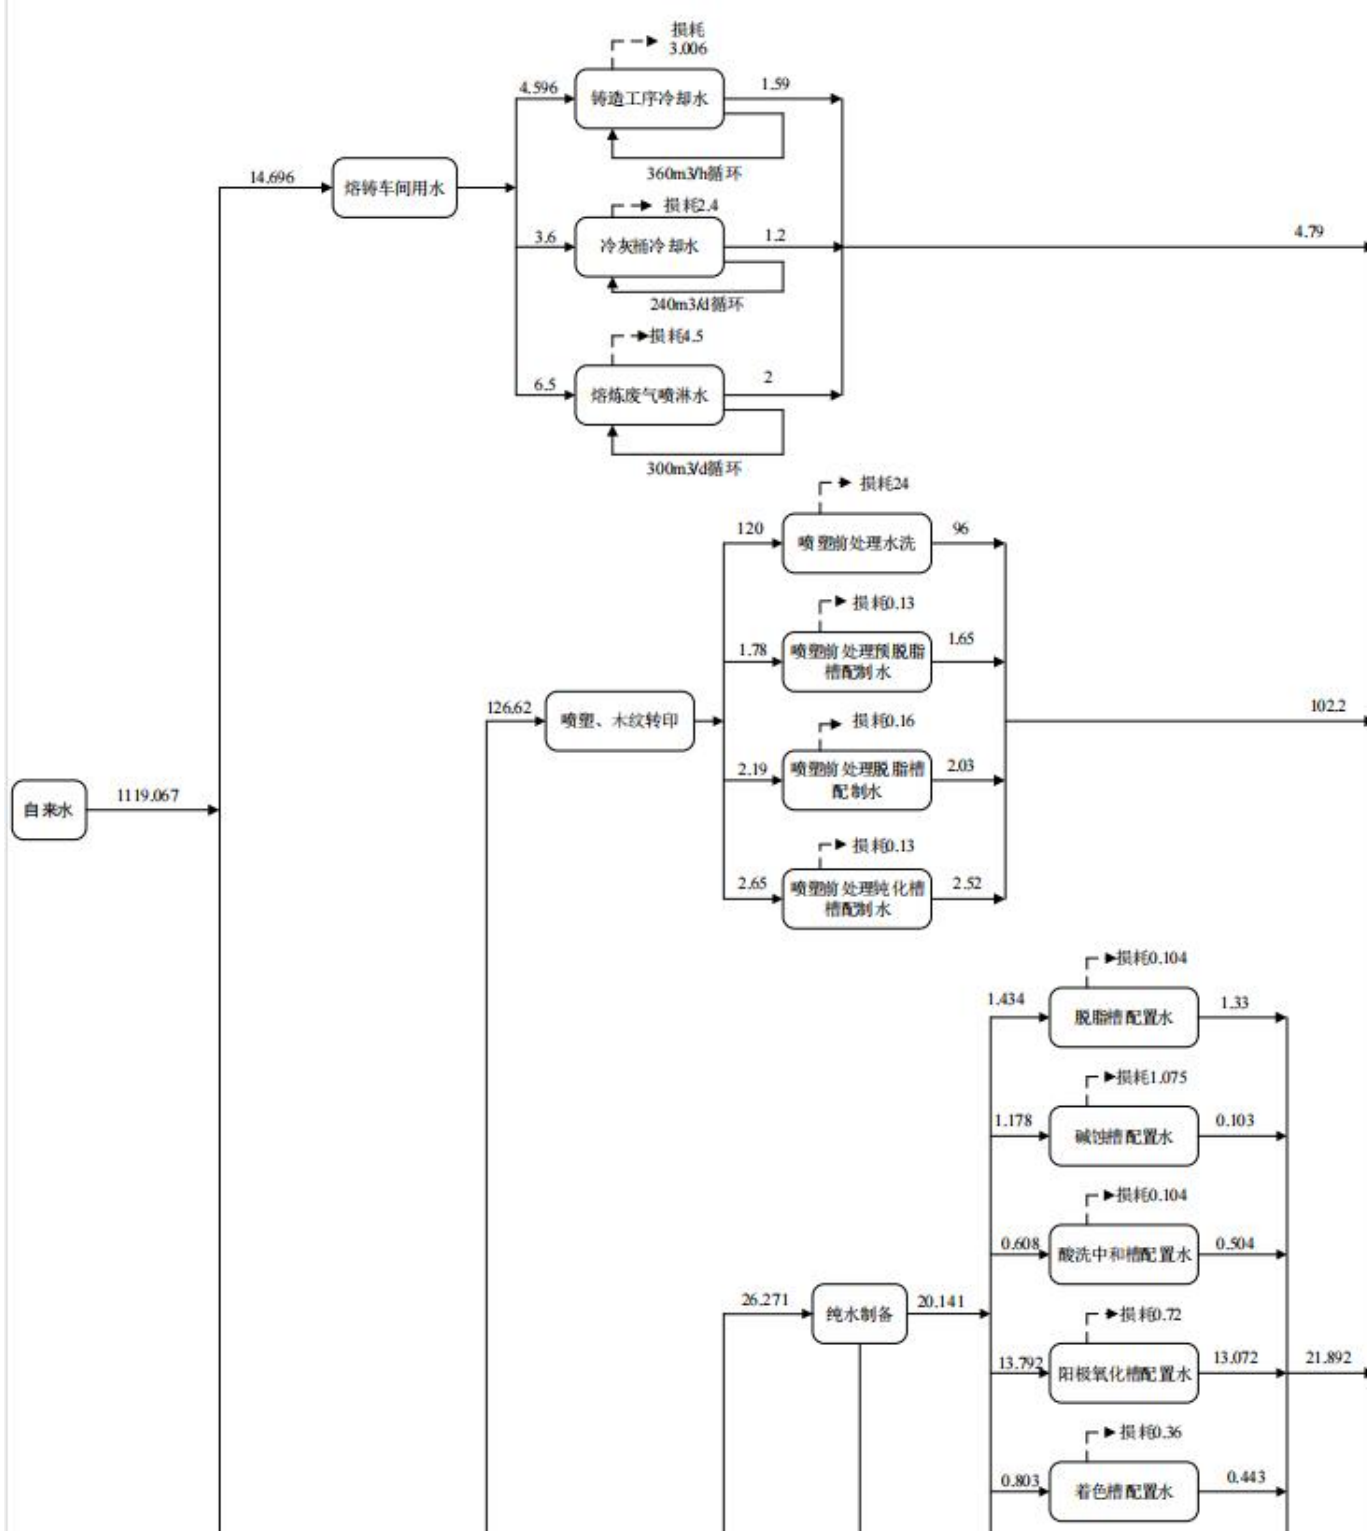 损耗
3.006
4.596
铸造工序冷却水
1.59
360m3/h循环
14.696
熔铸车间用水
损耗2.4
3.6
冷灰桶冷却水
1.2
4.79
240m3/d循环
损耗4.5
6.5
熔炼废气喷淋水
2
300m3/d循环
损耗24
120
喷塑前处理水洗
96
损耗0.13
1.78
喷塑前处理预脱脂
槽配制水
1.65
126.62
喷塑、木纹转印
102.2
损耗0.16
2.19
喷塑前处理脱脂槽
配制水
2.03
自来水
1119.067
损耗0.13
2.65
喷塑前处理钝化槽
槽配制水
2.52
损耗0.104
1.434
脱脂槽配置水
1.33
损耗1.075
1.178
碱蚀槽配置水
0.103
损耗0.104
0.608
酸洗中和槽配置水
0.504
26.271
纯水制备
20.141
损耗0.72
13.792
阳极氧化槽配置水
13.072
21.892
损耗0.36
0.803
着色槽配置水
0.443